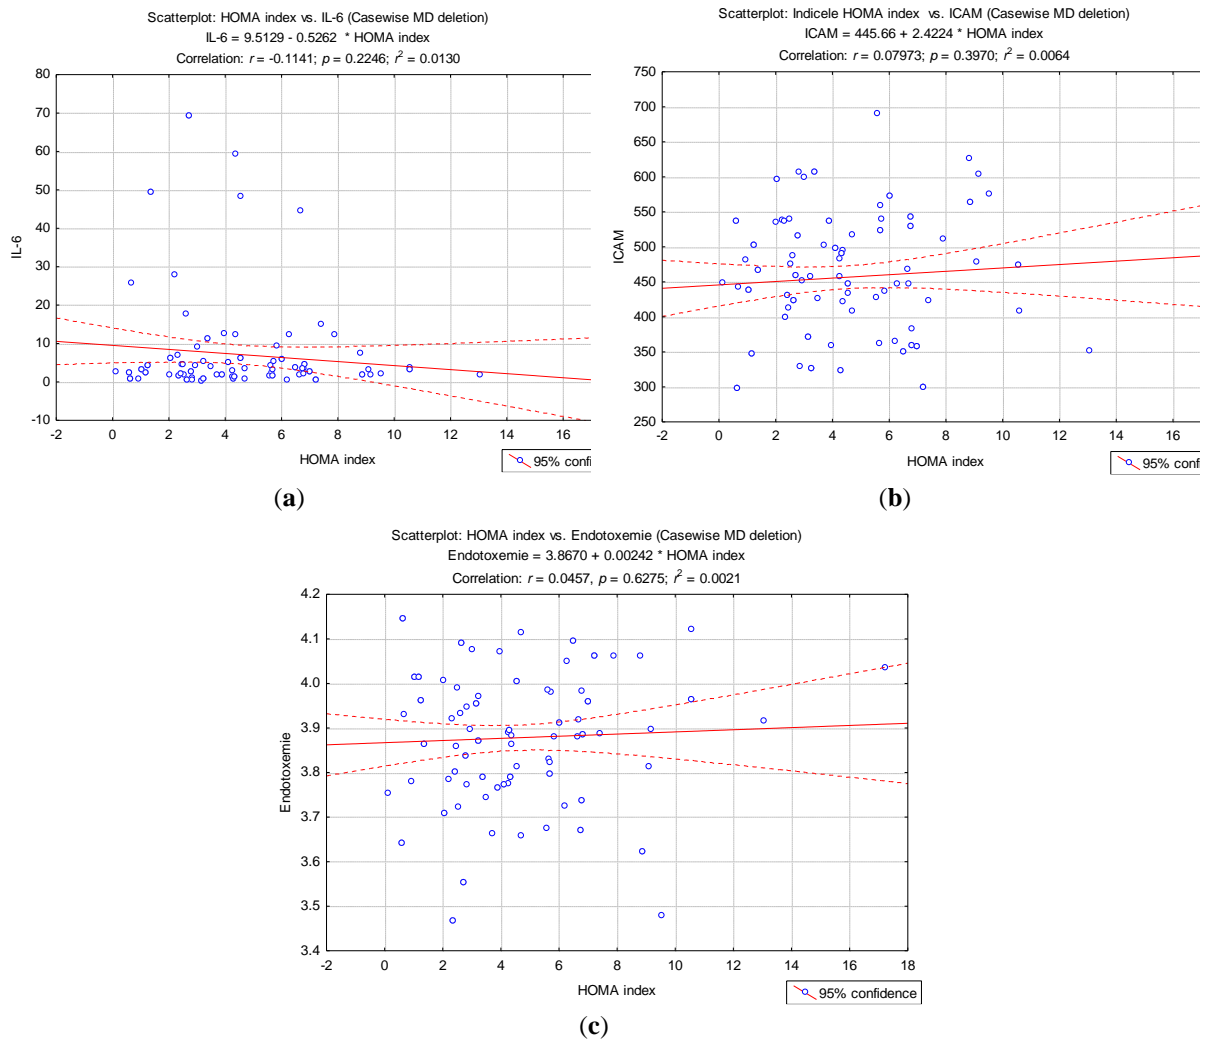 Scatterplot: HOMA index vs. IL-6 (Casewise MD deletion)
IL-6 = 9.5129 - 0.5262 * HOMA index
Correlation: r = -0.1141; p = 0.2246; r² = 0.0130
80
70
60
50
40
30
20
10
0
-10
IL-6
-2 0 2 4 6 8 10 12 14 16
HOMA index
95% confi
(a)
Scatterplot: Indicele HOMA index vs. ICAM (Casewise MD deletion)
ICAM = 445.66 + 2.4224 * HOMA index
Correlation: r = 0.07973; p = 0.3970; r² = 0.0064
700
650
600
550
500
450
400
350
300
250
ICAM
-2 0 2 4 6 8 10 12 14 16
HOMA index
95% confi
(b)
Scatterplot: HOMA index vs. Endotoxemie (Casewise MD deletion)
Endotoxemie = 3.8670 + 0.00242 * HOMA index
Correlation: r = 0.0457, p = 0.6275; r² = 0.0021
4.2
4.1
4.0
3.9
3.8
3.7
3.6
3.5
3.4
Endotoxemie
-2 0 2 4 6 8 10 12 14 16 18
HOMA index
95% confidence
(c)